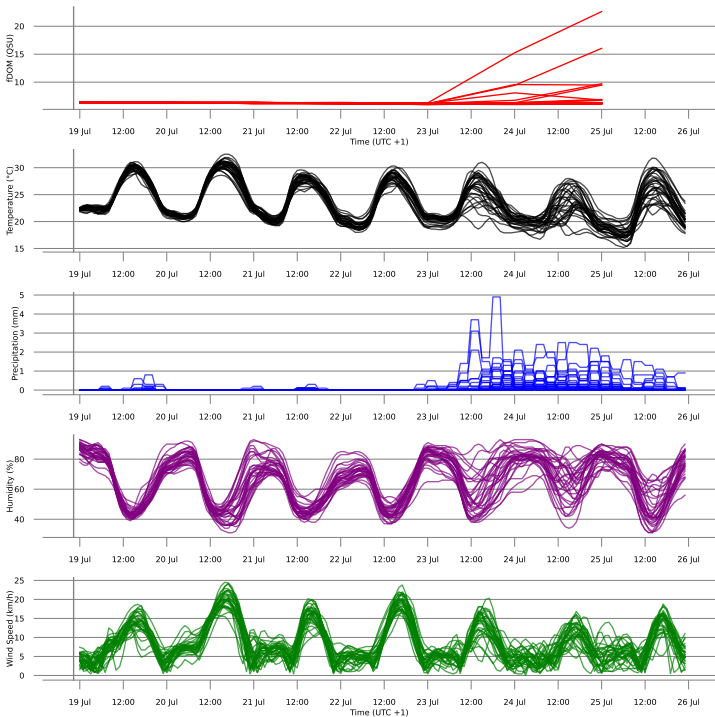 fDOM (QSU)
20
15
10
19 Jul 12:00 20 Jul 12:00 21 Jul 12:00 22 Jul 12:00 23 Jul 12:00 24 Jul 12:00 25 Jul 12:00 26 Jul
Time (UTC +1)
Temperature (°C)
30
25
20
15
19 Jul 12:00 20 Jul 12:00 21 Jul 12:00 22 Jul 12:00 23 Jul 12:00 24 Jul 12:00 25 Jul 12:00 26 Jul
Precipitation (mm)
5
4
3
2
1
0
19 Jul 12:00 20 Jul 12:00 21 Jul 12:00 22 Jul 12:00 23 Jul 12:00 24 Jul 12:00 25 Jul 12:00 26 Jul
Humidity (%)
80
60
40
19 Jul 12:00 20 Jul 12:00 21 Jul 12:00 22 Jul 12:00 23 Jul 12:00 24 Jul 12:00 25 Jul 12:00 26 Jul
Wind Speed (km/h)
25
20
15
10
5
0
19 Jul 12:00 20 Jul 12:00 21 Jul 12:00 22 Jul 12:00 23 Jul 12:00 24 Jul 12:00 25 Jul 12:00 26 Jul
Time (UTC +1)